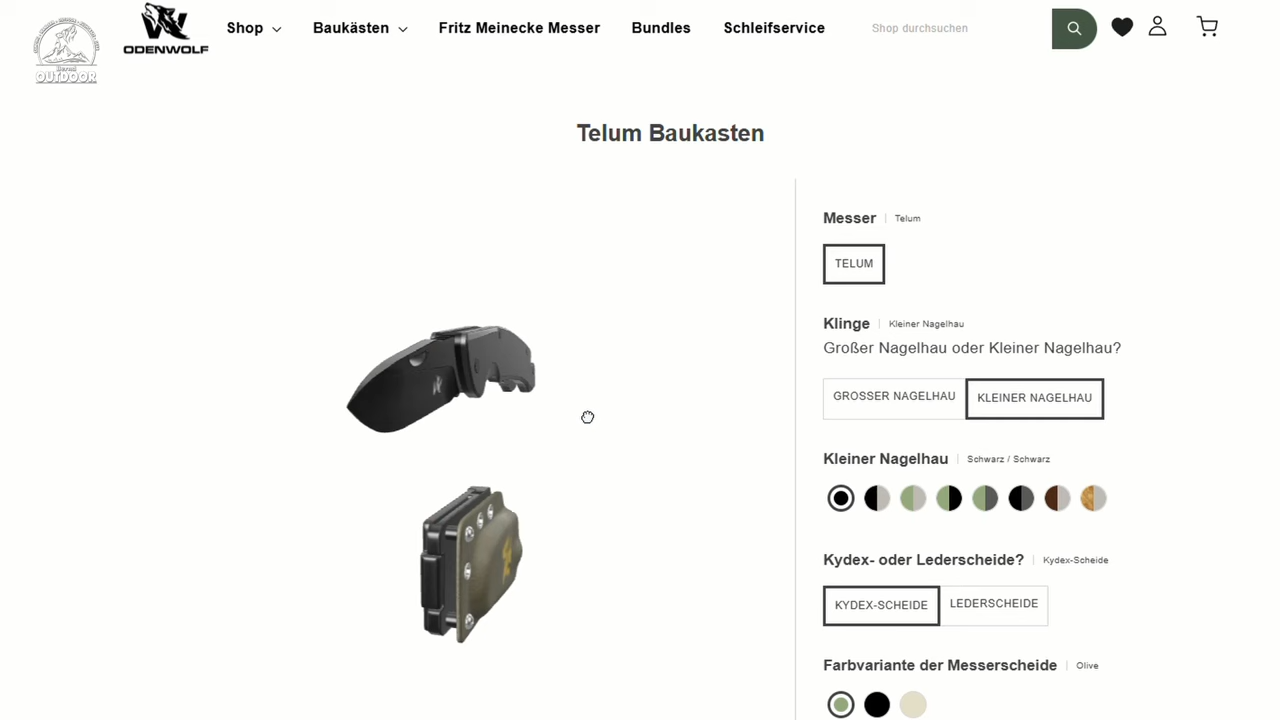 Shop
Baukästen
Fritz Meinecke Messer
Bundles
Schleifservice
Shop durchsuchen
OUTDOOR
ODENWOLF
Telum Baukasten
Messer | Telum
TELUM
Klinge | Kleiner Nagelhau
Großer Nagelhau oder Kleiner Nagelhau?
GROSSER NAGELHAU
KLEINER NAGELHAU
Kleiner Nagelhau | Schwarz / Schwarz
Kydex- oder Lederscheide? | Kydex-Scheide
KYDEX-SCHEIDE
LEDERSCHEIDE
Farbvariante der Messerscheide | Olive